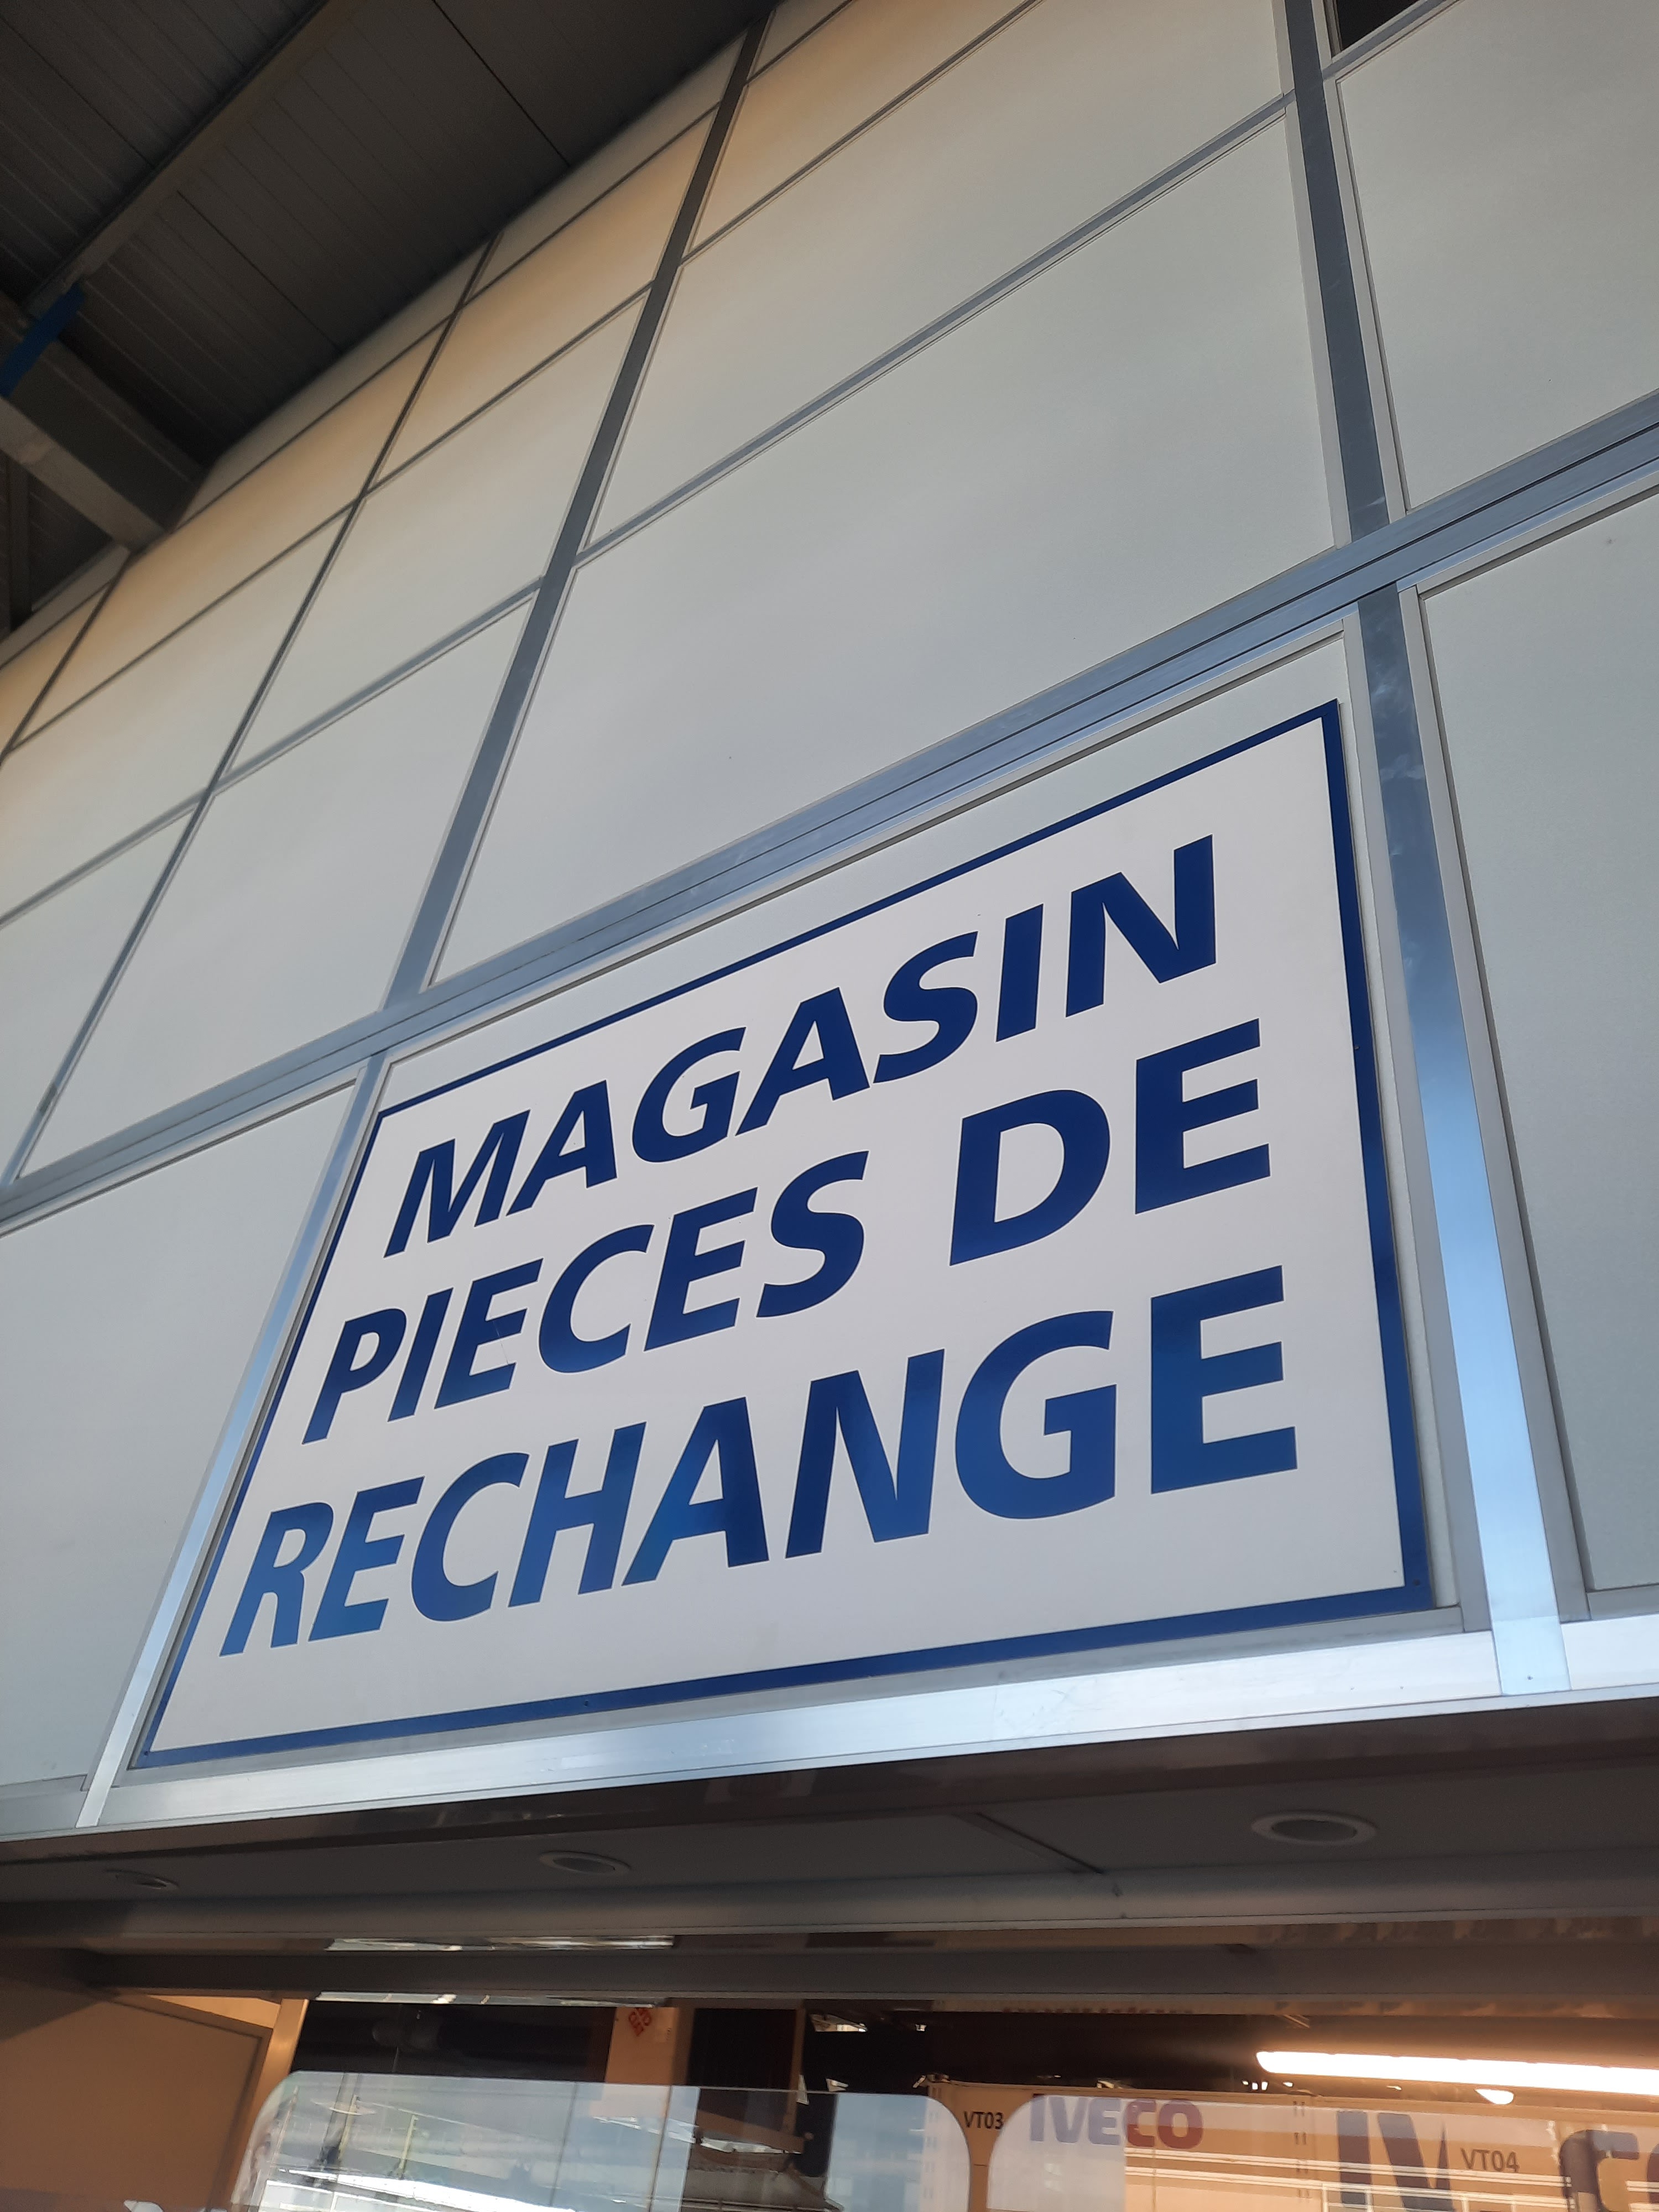 MAGASIN
PIECES DE
RECHANGE
VT03
IVECO
VT04